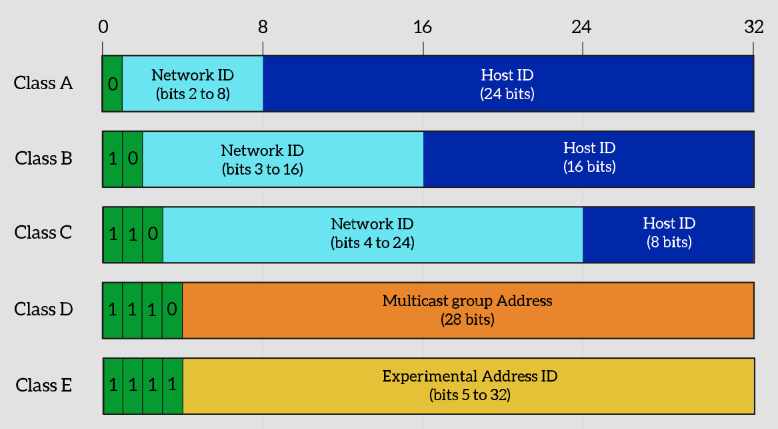 0 8 16 24 32
Class A
0
Network ID
(bits 2 to 8)
Host ID
(24 bits)
Class B
1 0
Network ID
(bits 3 to 16)
Host ID
(16 bits)
Class C
1 1 0
Network ID
(bits 4 to 24)
Host ID
(8 bits)
Class D
1 1 1 0
Multicast group Address
(28 bits)
Class E
1 1 1 1
Experimental Address ID
(bits 5 to 32)